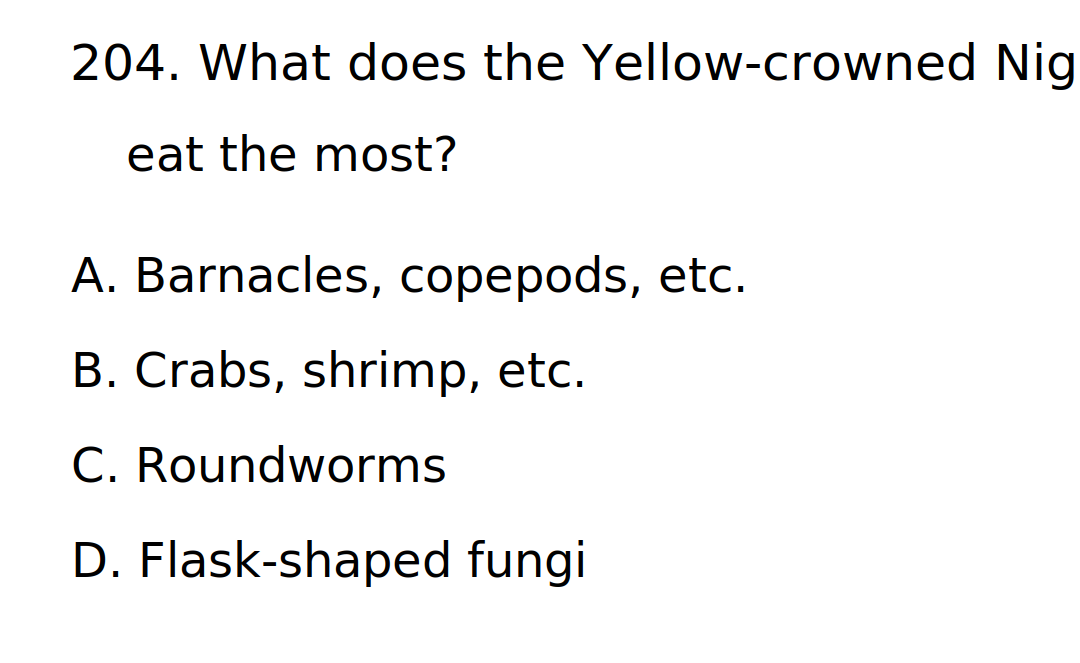 204. What does the Yellow-crowned Nig
eat the most?
A. Barnacles, copepods, etc.
B. Crabs, shrimp, etc.
C. Roundworms
D. Flask-shaped fungi